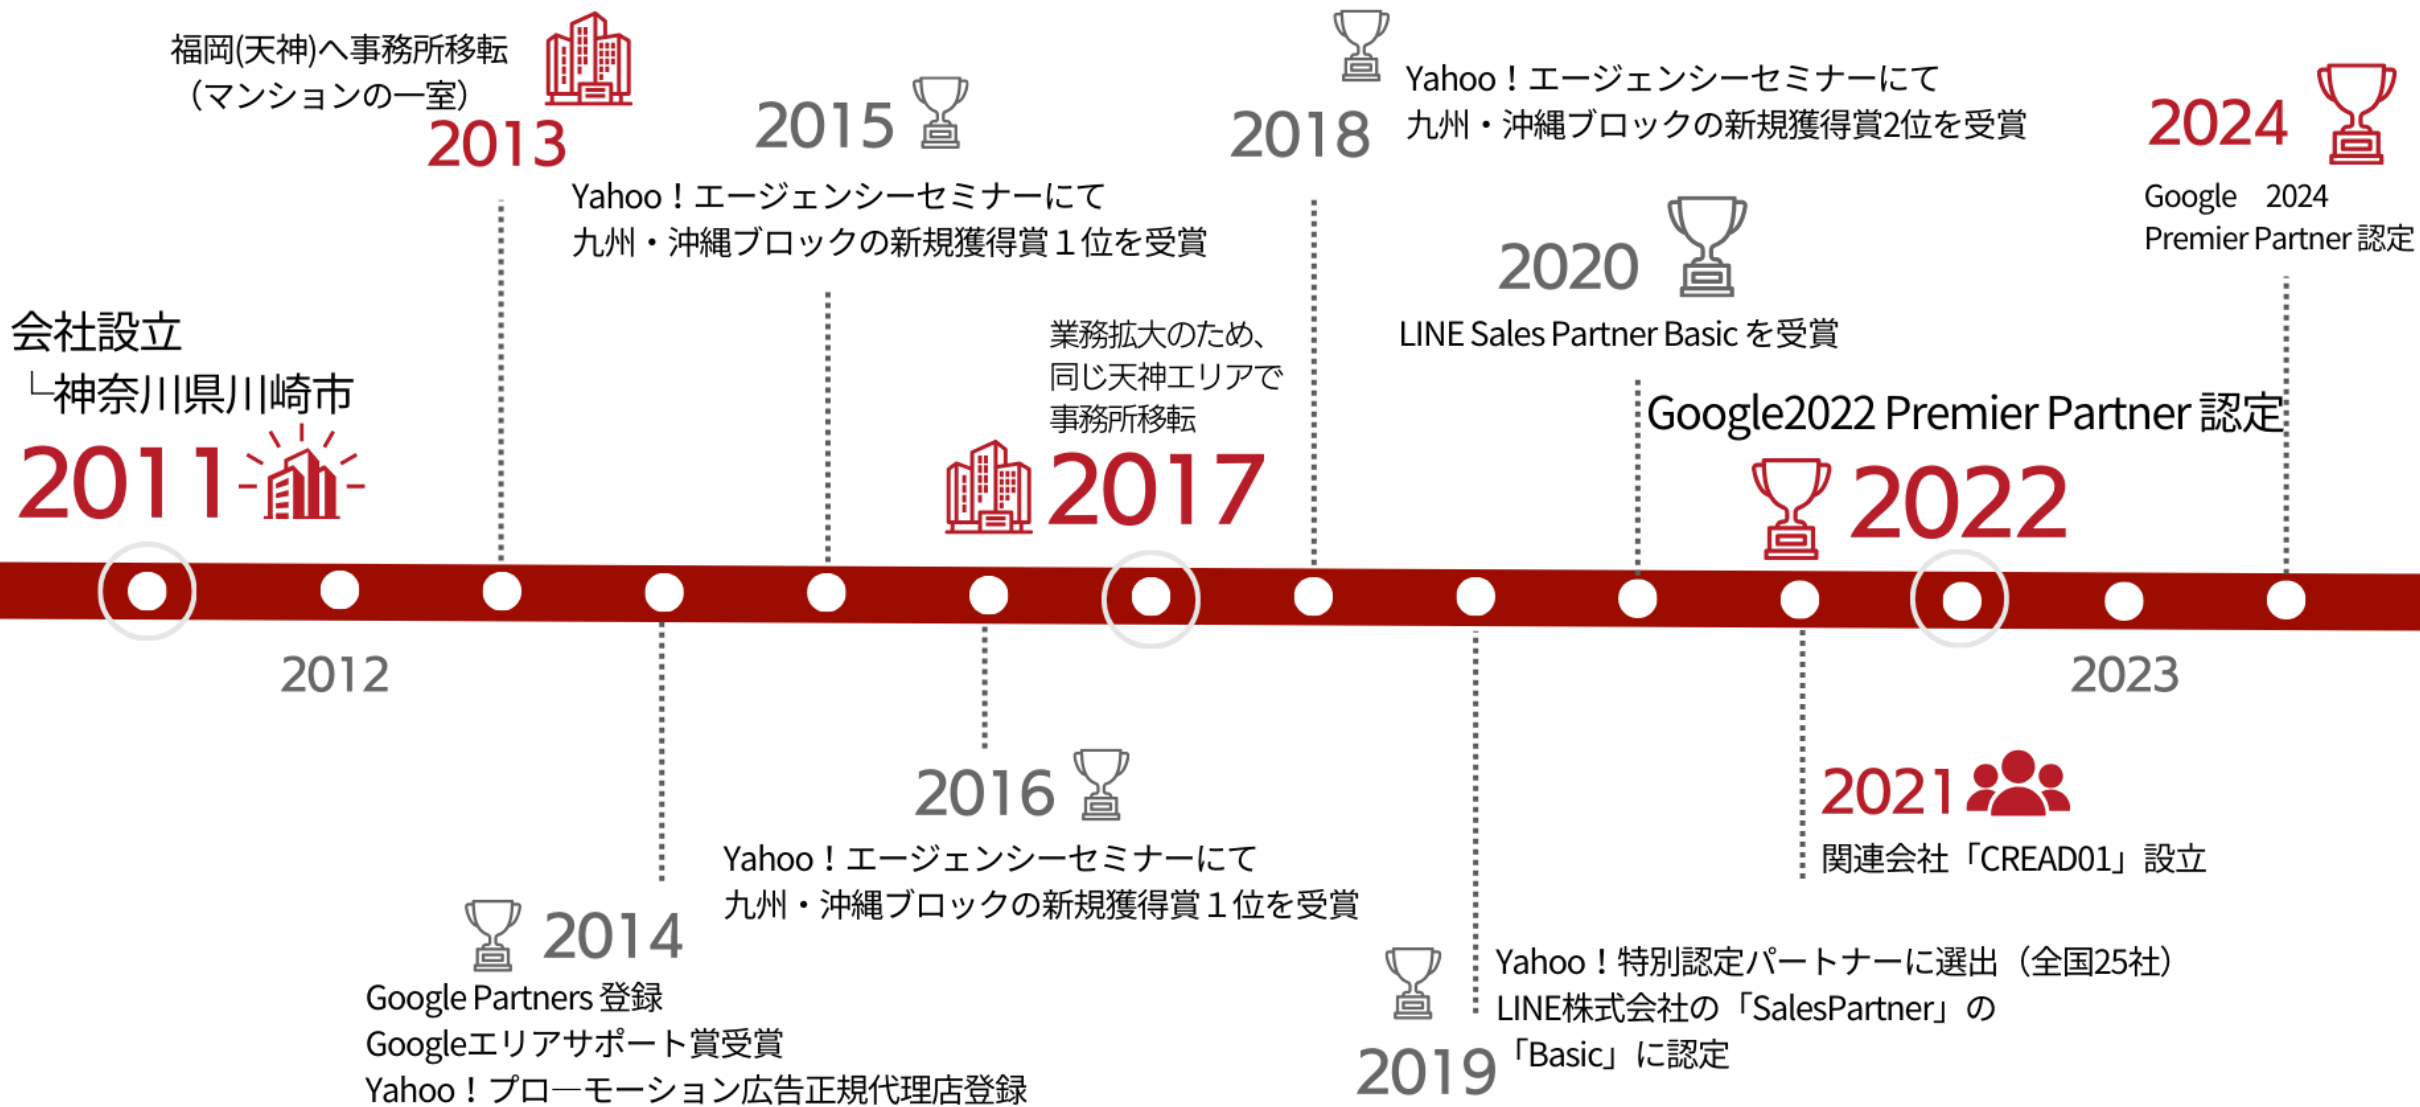 会社設立
└神奈川県川崎市
2011
2012
福岡(天神)へ事務所移転
（マンションの一室）
2013
2014
Google Partners 登録
Googleエリアサポート賞受賞
Yahoo！プロ―モーション広告正規代理店登録
2015
Yahoo！エージェンシーセミナーにて
九州・沖縄ブロックの新規獲得賞１位を受賞
2016
Yahoo！エージェンシーセミナーにて
九州・沖縄ブロックの新規獲得賞１位を受賞
業務拡大のため、
同じ天神エリアで
事務所移転
2017
2018
Yahoo！エージェンシーセミナーにて
九州・沖縄ブロックの新規獲得賞2位を受賞
2019
Yahoo！特別認定パートナーに選出（全国25社）
LINE株式会社の「SalesPartner」の
「Basic」に認定
2020
LINE Sales Partner Basic を受賞
2021
関連会社「CREAD01」設立
Google2022 Premier Partner 認定
2022
2023
2024
Google　2024
Premier Partner 認定